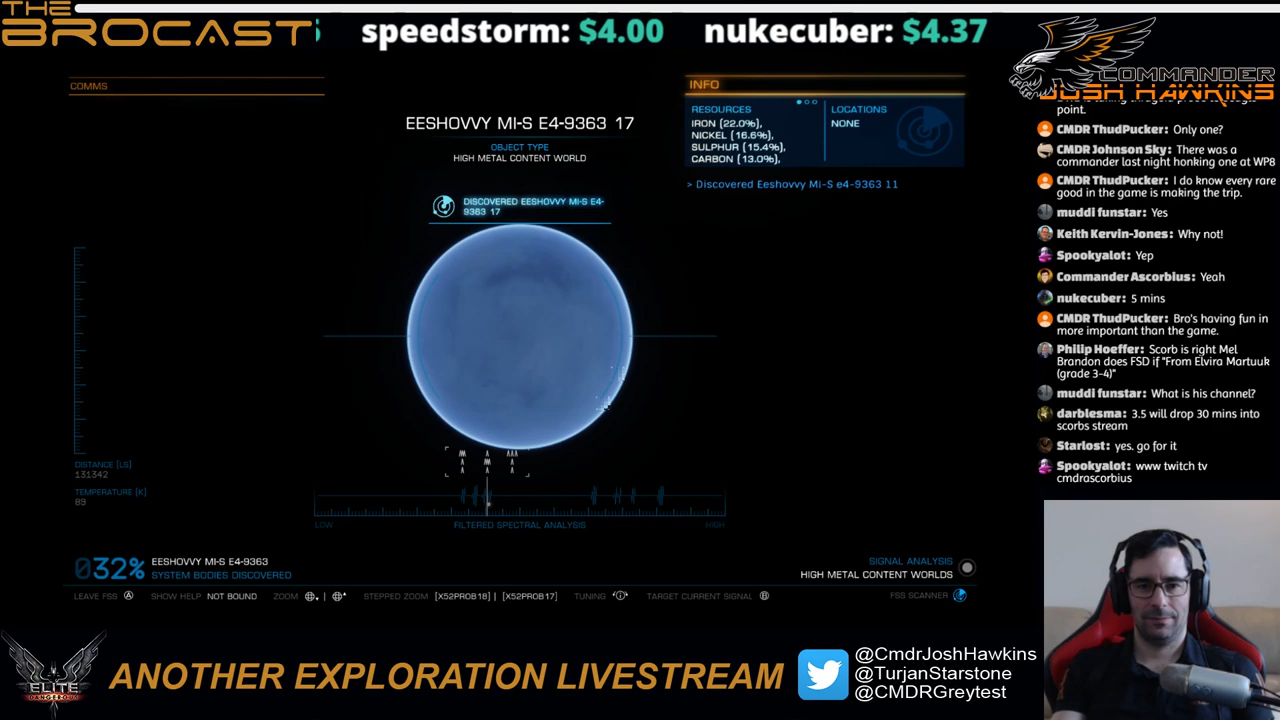 THE
BROCAST
speedstorm: $4.00 nukecuber: $4.37
COMMANDER
JOSH HAWKINS
COMMS
EESHOVVY MI-S E4-9363 17
OBJECT TYPE
HIGH METAL CONTENT WORLD
DISCOVERED EESHOVVY MI-S E4-
9363 17
INFO
RESOURCES
IRON (22.0%),
NICKEL (16.6%),
SULPHUR (15.4%),
CARBON (13.0%),
LOCATIONS
NONE
> Discovered Eeshovvy MI-S e4-9363 11
point.
CMDR ThudPucker: Only one?
CMDR Johnson Sky: There was a
commander last night honking one at WP8
CMDR ThudPucker: I do know every rare
good in the game is making the trip.
muddi funstar: Yes
Keith Kervin-Jones: Why not!
Spookyalot: Yep
Commander Ascorbius: Yeah
nukecuber: 5 mins
CMDR ThudPucker: Bro's having fun in
more important than the game.
Philip Hoeffer: Scorb is right Mel
Brandon does FSD if "From Elvira Martuuk
(grade 3-4)"
muddi funstar: What is his channel?
darblesma: 3.5 will drop 30 mins into
scorbs stream
Starlost: yes. go for it
Spookyalot: www twitch tv
cmdrascorbius
DISTANCE [LS]
131342
TEMPERATURE [K]
89
LOW FILTERED SPECTRAL ANALYSIS HIGH
032% EESHOVVY MI-S E4-9363
SYSTEM BODIES DISCOVERED
SIGNAL ANALYSIS
HIGH METAL CONTENT WORLDS
LEAVE FSS A SHOW HELP NOT BOUND ZOOM | STEPPED ZOOM [X52PROB18] | [X52PROB17] TUNING TARGET CURRENT SIGNAL B FSS SCANNER
ELITE
DANGEROUS
ANOTHER EXPLORATION LIVESTREAM
@CmdrJoshHawkins
@TurjanStarstone
@CMDRGreytest